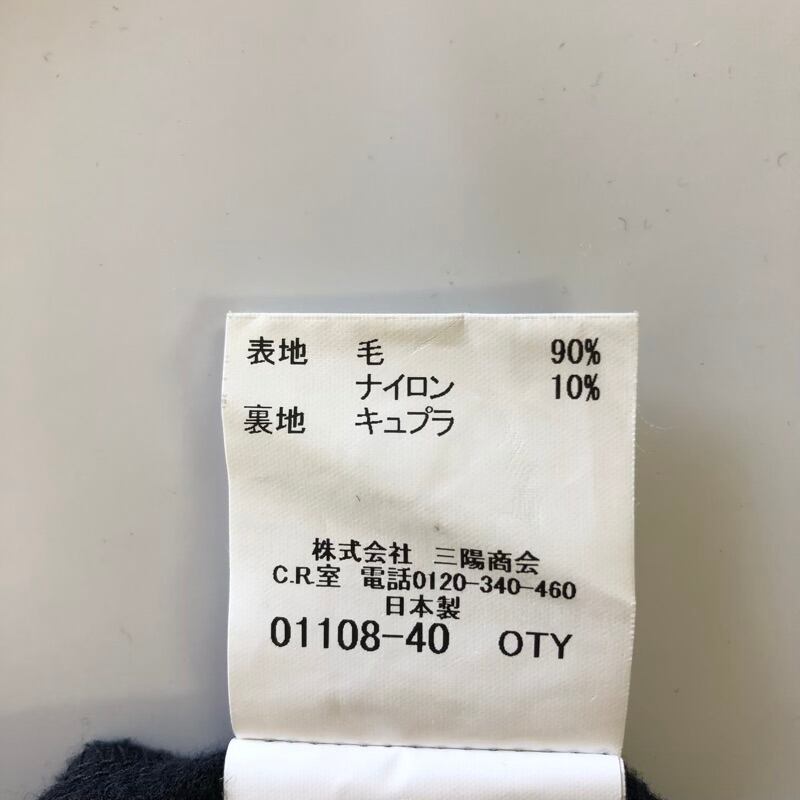 表地 毛 90%
ナイロン 10%
裏地 キュプラ
株式会社 三陽商会
C.R.室 電話0120-340-460
日本製
01108-40 OTY